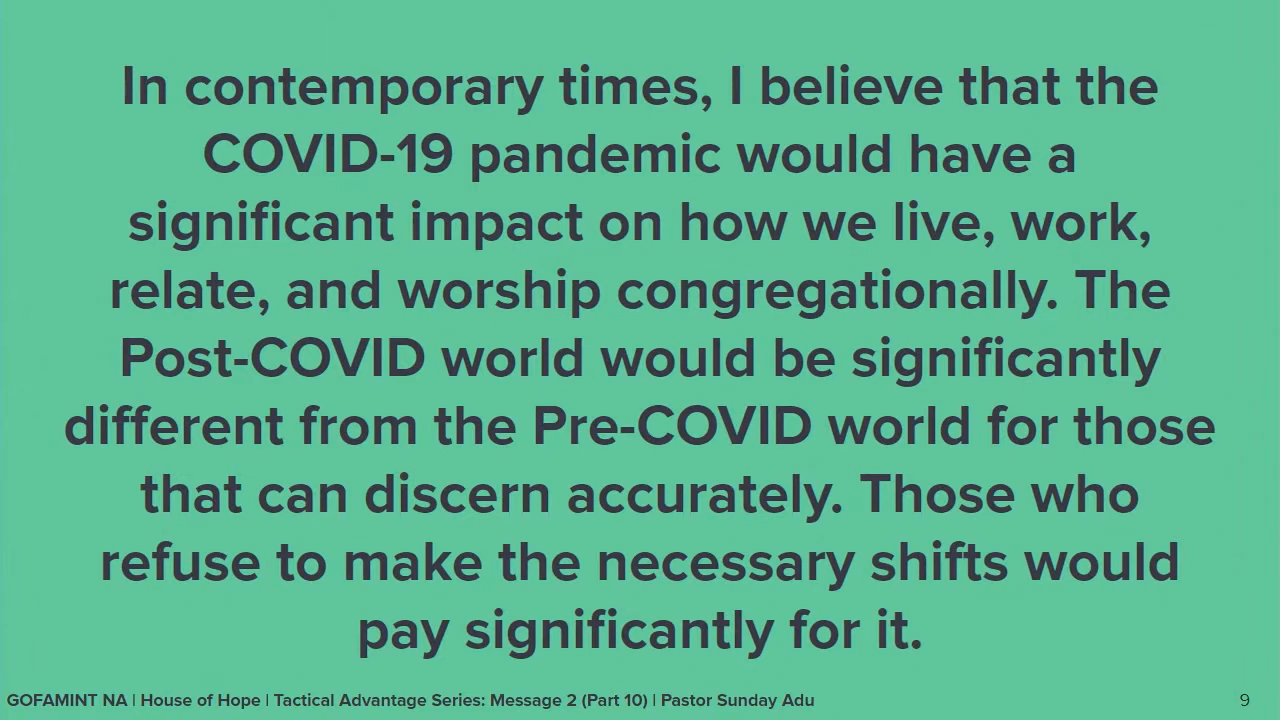 In contemporary times, I believe that the
COVID-19 pandemic would have a
significant impact on how we live, work,
relate, and worship congregationally. The
Post-COVID world would be significantly
different from the Pre-COVID world for those
that can discern accurately. Those who
refuse to make the necessary shifts would
pay significantly for it.
GOFAMINT NA | House of Hope | Tactical Advantage Series: Message 2 (Part 10) | Pastor Sunday Adu
9